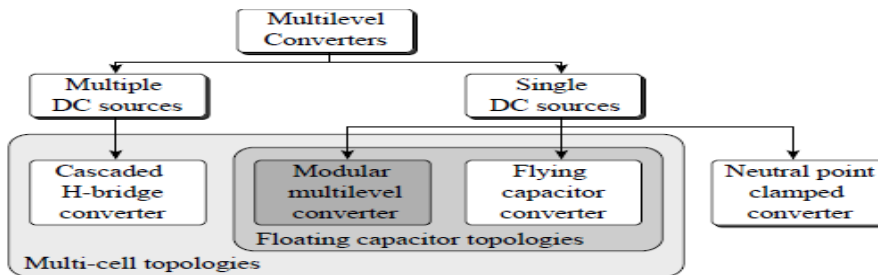 Multilevel
Converters
Multiple
DC sources
Single
DC sources
Cascaded
H-bridge
converter
Modular
multilevel
converter
Flying
capacitor
converter
Neutral point
clamped
converter
Floating capacitor topologies
Multi-cell topologies